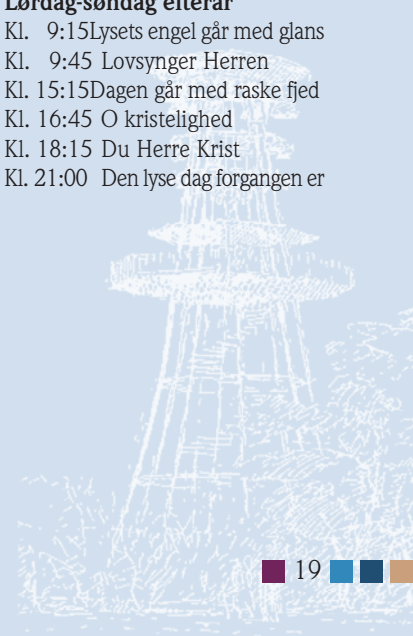 Lørdag-søndag efterår
Kl. 9:15Lysets engel går med glans
Kl. 9:45 Lovsynger Herren
Kl. 15:15Dagen går med raske fjed
Kl. 16:45 O kristelighed
Kl. 18:15 Du Herre Krist
Kl. 21:00 Den lyse dag forgangen er
19